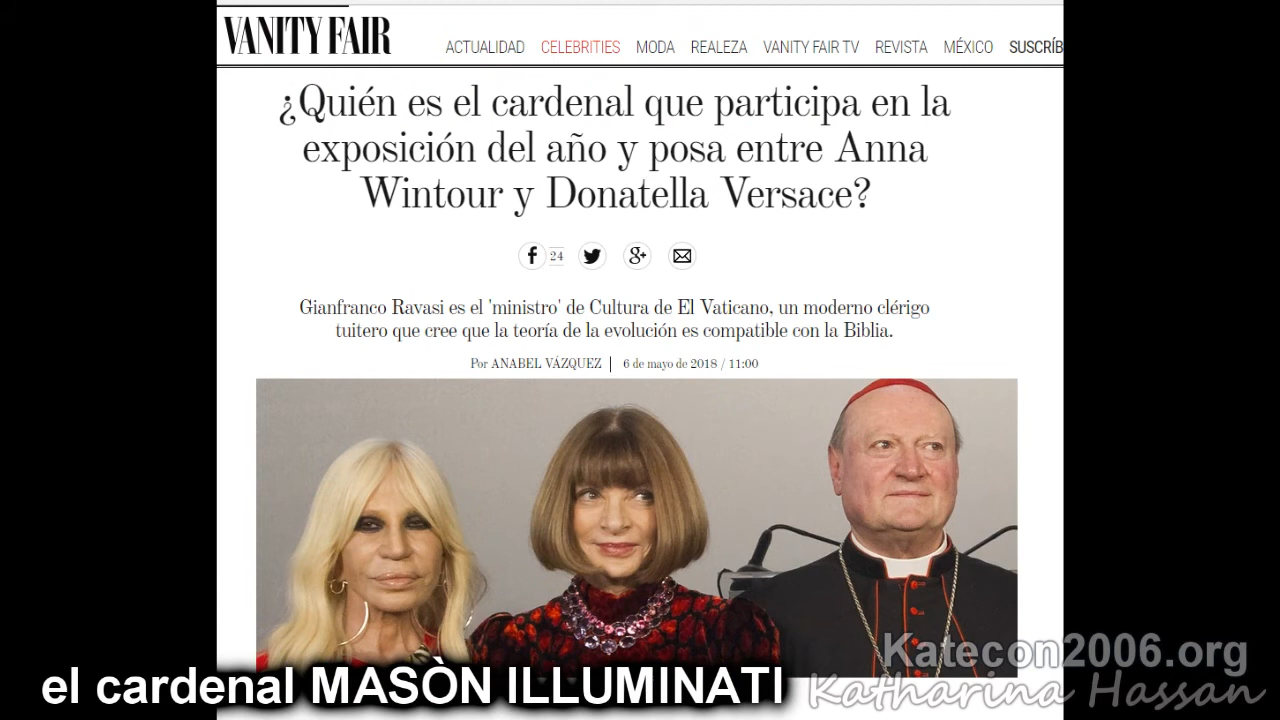 VANITY FAIR
ACTUALIDAD CELEBRITIES MODA REALEZA VANITY FAIR TV REVISTA MÉXICO SUSCRÍB
¿Quién es el cardenal que participa en la
exposición del año y posa entre Anna
Wintour y Donatella Versace?
24
Gianfranco Ravasi es el 'ministro' de Cultura de El Vaticano, un moderno clérigo
tuitero que cree que la teoría de la evolución es compatible con la Biblia.
Por ANABEL VÁZQUEZ | 6 de mayo de 2018 / 11:00
Katecon2006.org
el cardenal MASÒN ILLUMINATI
Katharina Hassan